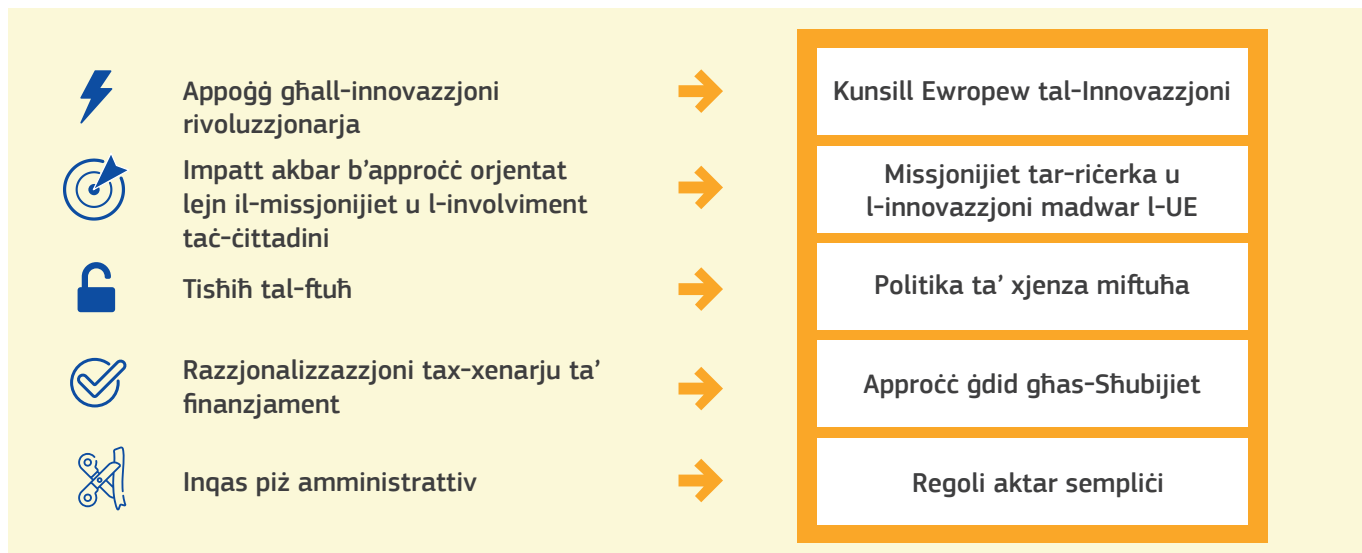 Appoġġ għall-innovazzjoni
rivoluzzjonarja
Kunsill Ewropew tal-Innovazzjoni
Impatt akbar b’approċċ orjentat
lejn il-missjonijiet u l-involviment
taċ-ċittadini
Missjonijiet tar-riċerka u
l-innovazzjoni madwar l-UE
Tisħiħ tal-ftuħ
Politika ta’ xjenza miftuħa
Razzjonalizzazzjoni tax-xenarju ta’
finanzjament
Approċċ ġdid għas-Sħubijiet
Inqas piż amministrattiv
Regoli aktar sempliċi